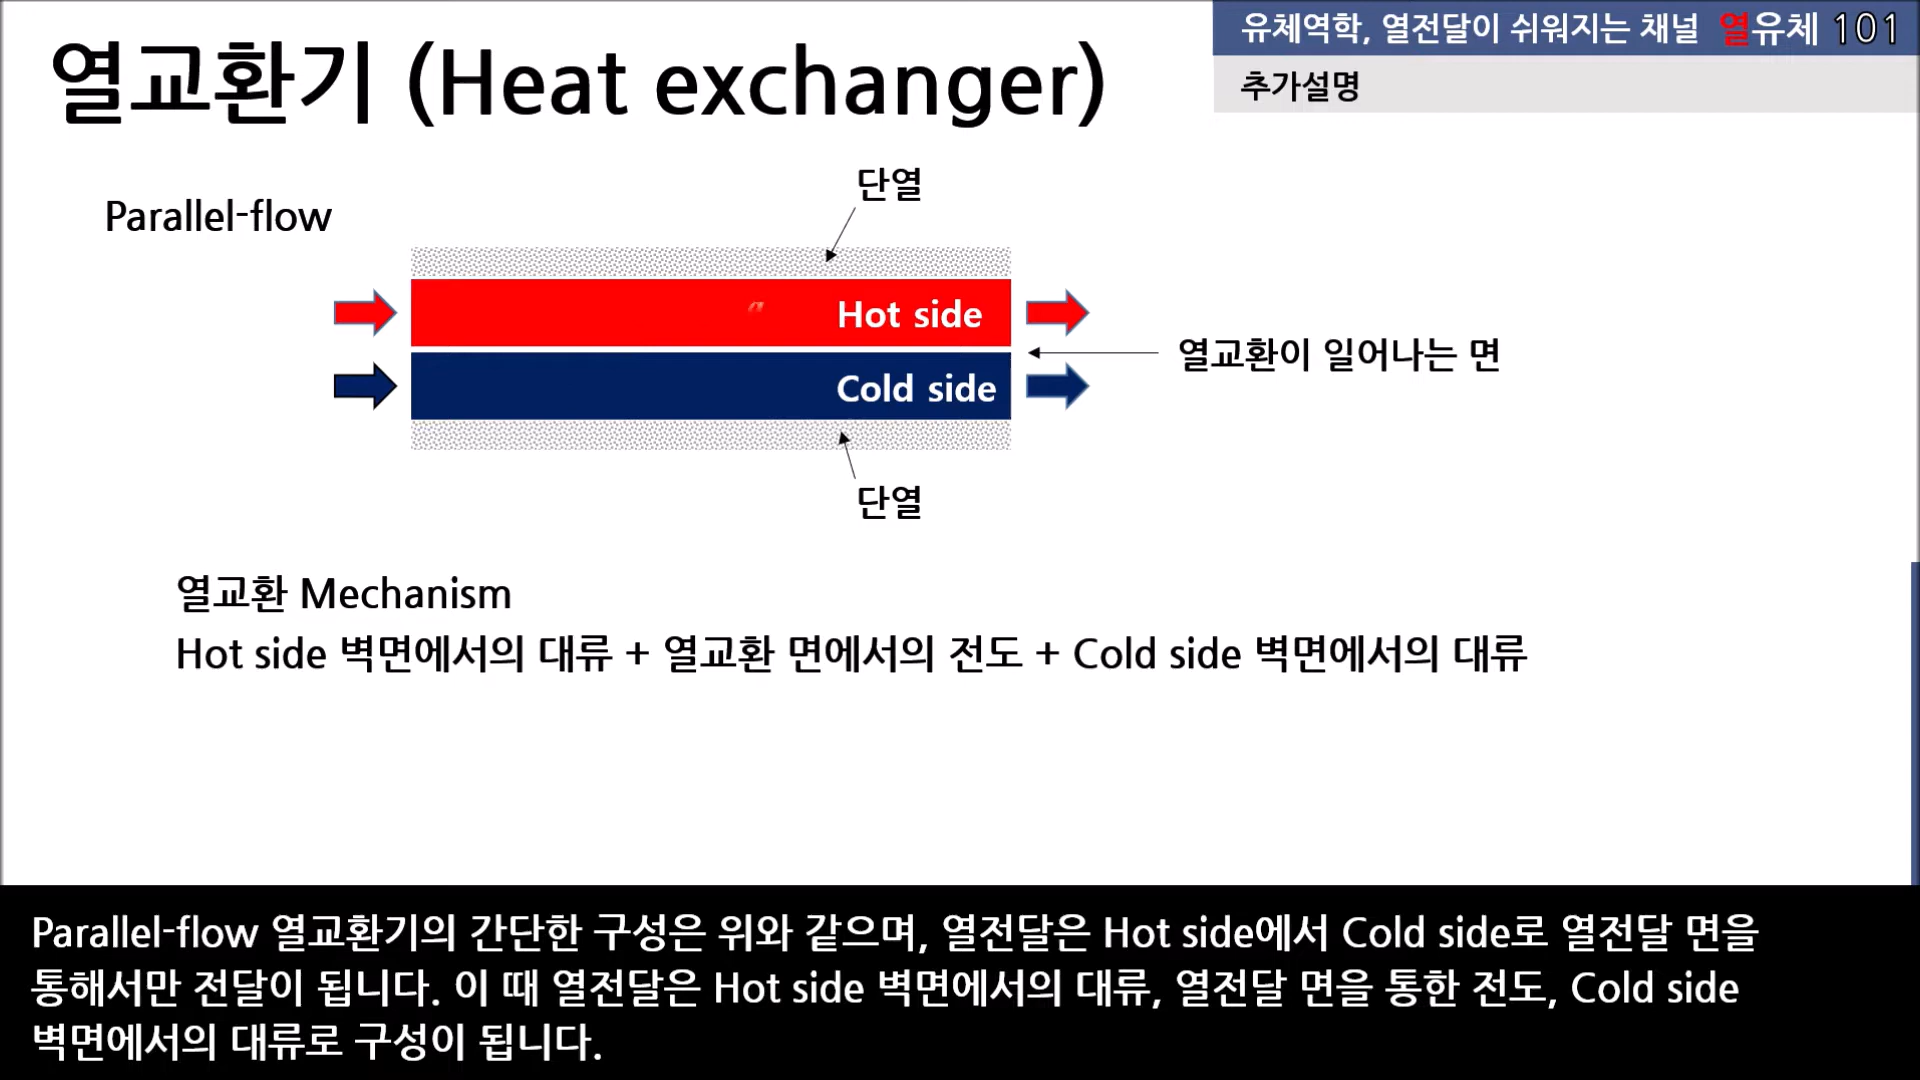 유체역학, 열전달이 쉬워지는 채널 열유체 101
추가설명
열교환기 (Heat exchanger)
Parallel-flow
단열
Hot side
Cold side
열교환이 일어나는 면
단열
열교환 Mechanism
Hot side 벽면에서의 대류 + 열교환 면에서의 전도 + Cold side 벽면에서의 대류
Parallel-flow 열교환기의 간단한 구성은 위와 같으며, 열전달은 Hot side에서 Cold side로 열전달 면을
통해서만 전달이 됩니다. 이 때 열전달은 Hot side 벽면에서의 대류, 열전달 면을 통한 전도, Cold side
벽면에서의 대류로 구성이 됩니다.